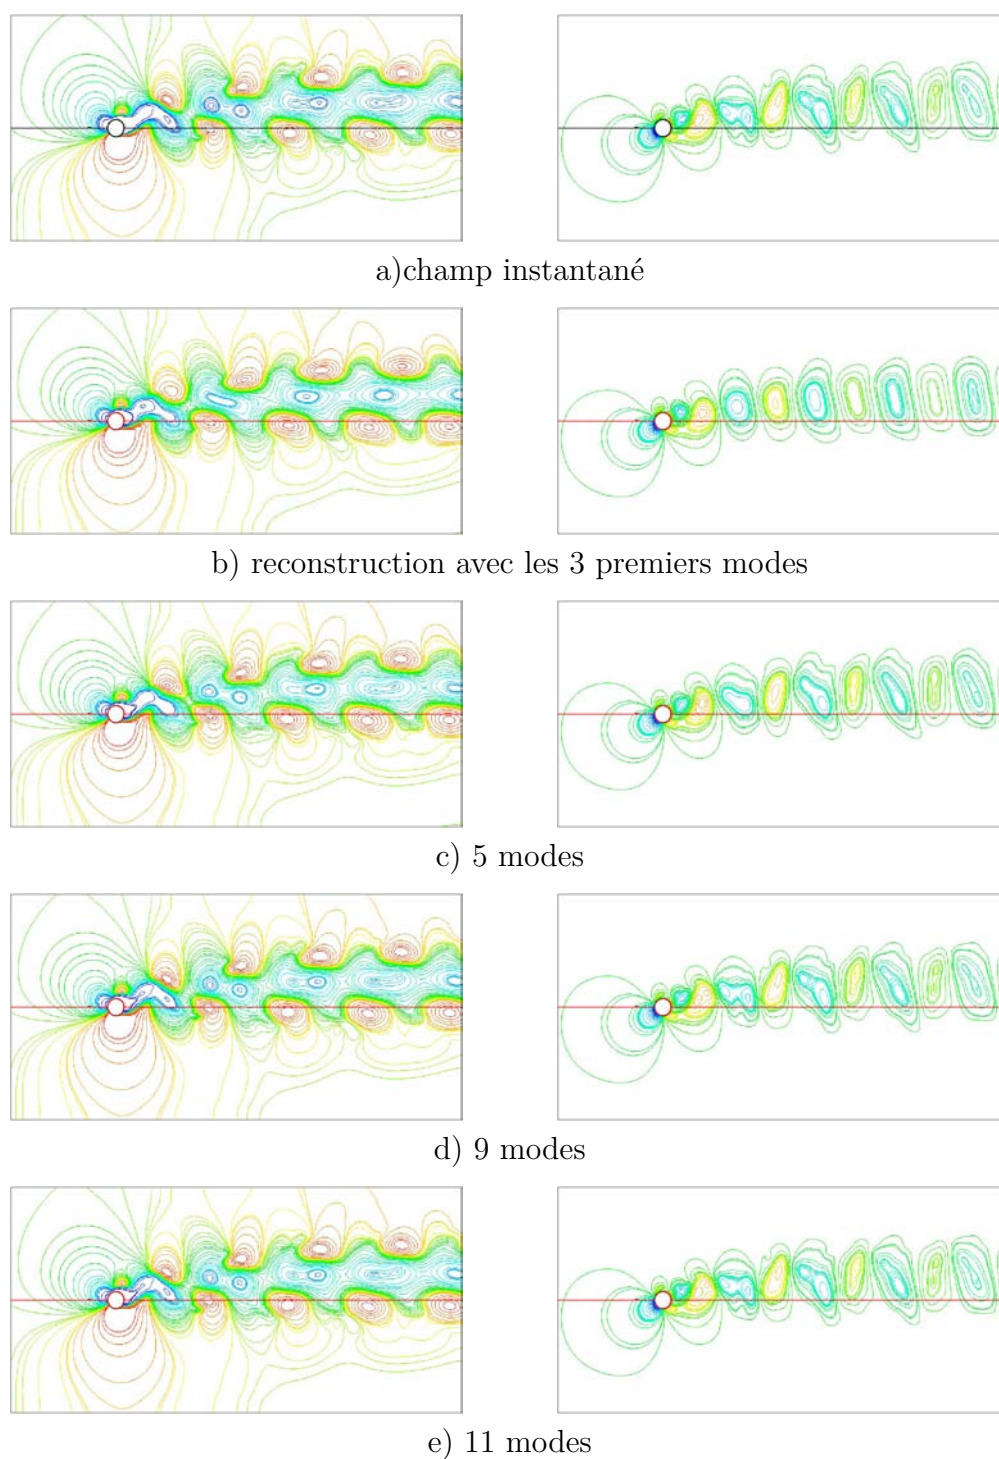 a)champ instantané
b) reconstruction avec les 3 premiers modes
c) 5 modes
d) 9 modes
e) 11 modes